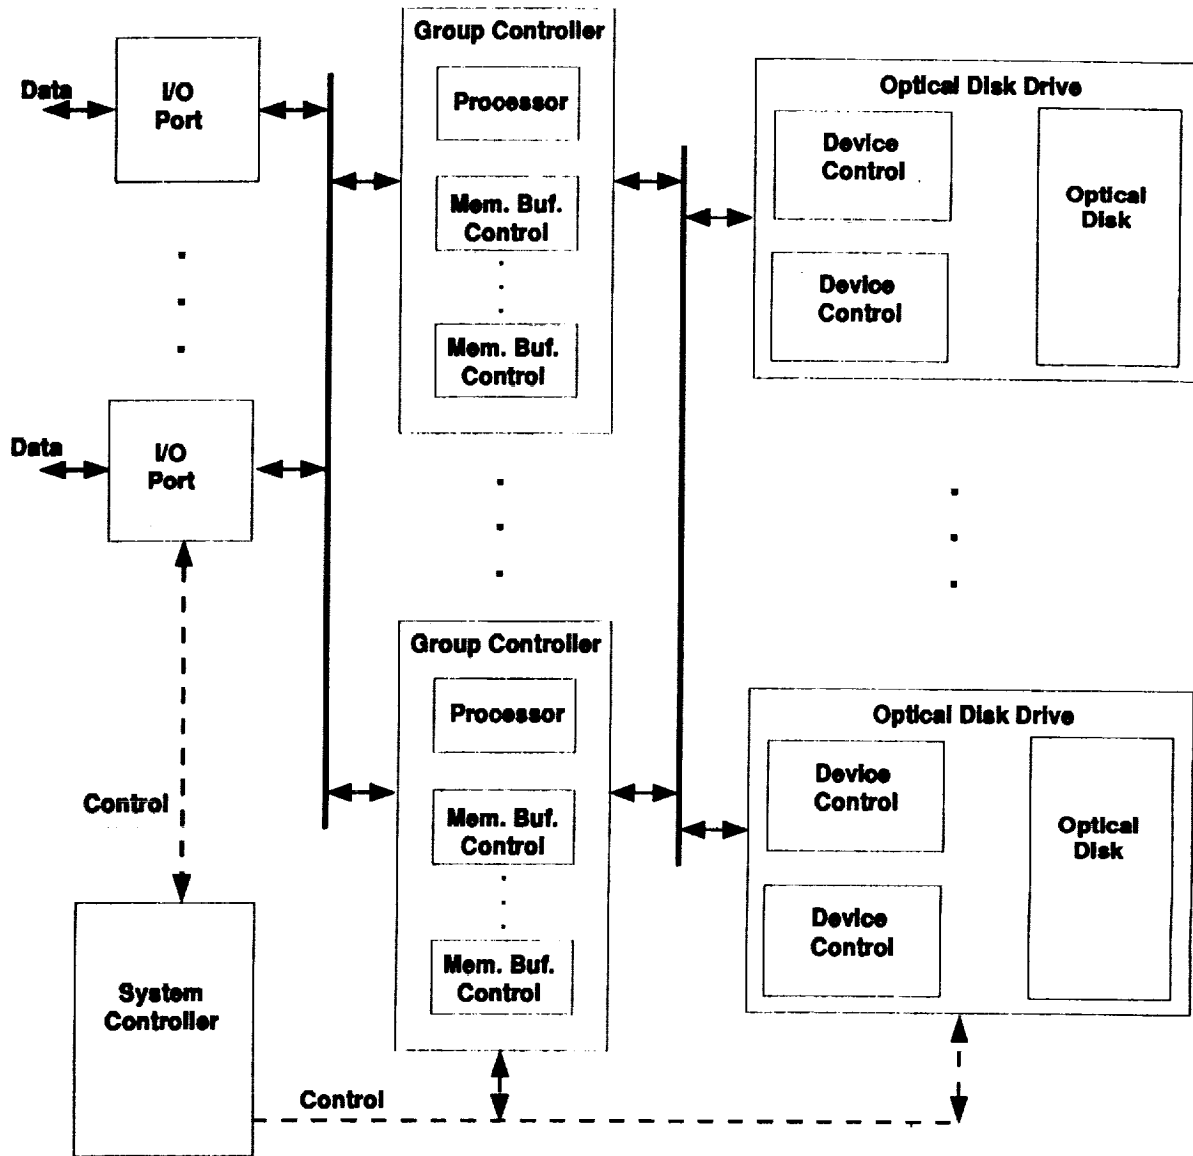 Group Controller
Processor
Mem. Buf.
Control
Mem. Buf.
Control
Data
I/O
Port
Optical Disk Drive
Device
Control
Device
Control
Optical
Disk
Data
I/O
Port
Group Controller
Processor
Mem. Buf.
Control
Mem. Buf.
Control
Optical Disk Drive
Device
Control
Device
Control
Optical
Disk
Control
System
Controller
Control